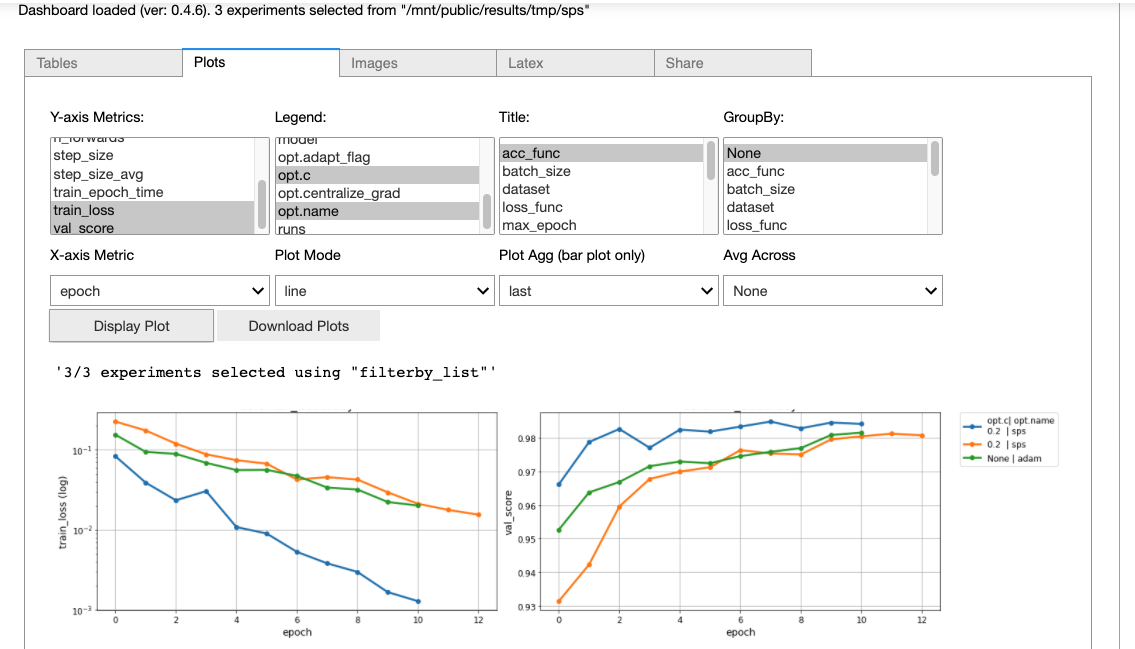 Dashboard loaded (ver: 0.4.6). 3 experiments selected from "/mnt/public/results/tmp/sps"
Tables Plots Images Latex Share
Y-axis Metrics: Legend: Title: GroupBy:
n_forwards model
step_size opt.adapt_flag acc_func None
step_size_avg opt.c batch_size acc_func
train_epoch_time opt.centralize_grad dataset batch_size
train_loss opt.name loss_func dataset
val_score runs max_epoch loss_func
X-axis Metric Plot Mode Plot Agg (bar plot only) Avg Across
epoch line last None
Display Plot Download Plots
'3/3 experiments selected using "filterby_list"'
train_loss (log)
10⁻¹
10⁻²
10⁻³
0 2 4 6 8 10 12
epoch
val_score
0.98
0.97
0.96
0.95
0.94
0.93
0 2 4 6 8 10 12
epoch
opt.c| opt.name
0.2 | sps
0.2 | sps
None | adam